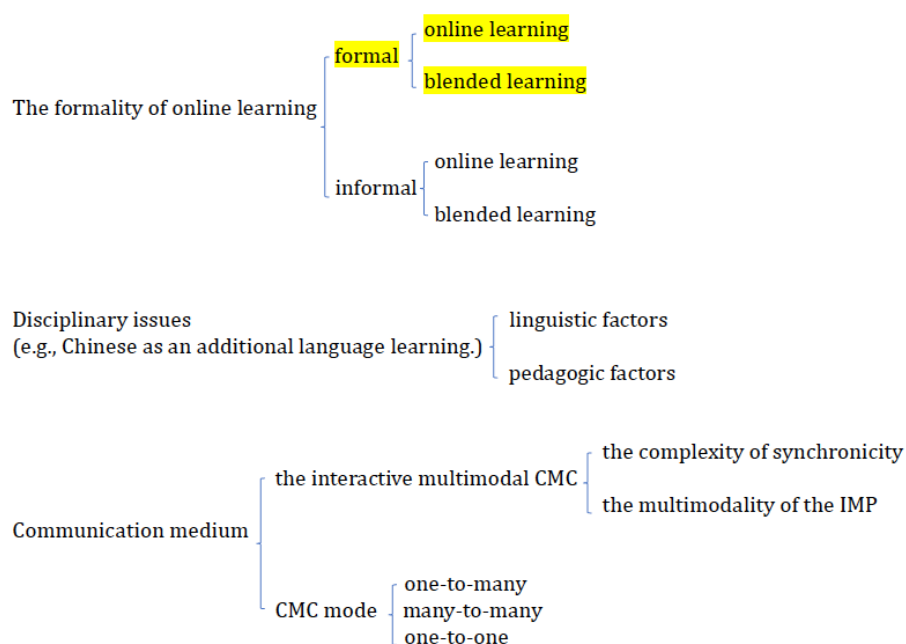 online learning
formal
blended learning
The formality of online learning
online learning
informal
blended learning
Disciplinary issues
(e.g., Chinese as an additional language learning.)
linguistic factors
pedagogic factors
the complexity of synchronicity
the interactive multimodal CMC
the multimodality of the IMP
Communication medium
one-to-many
CMC mode
many-to-many
one-to-one